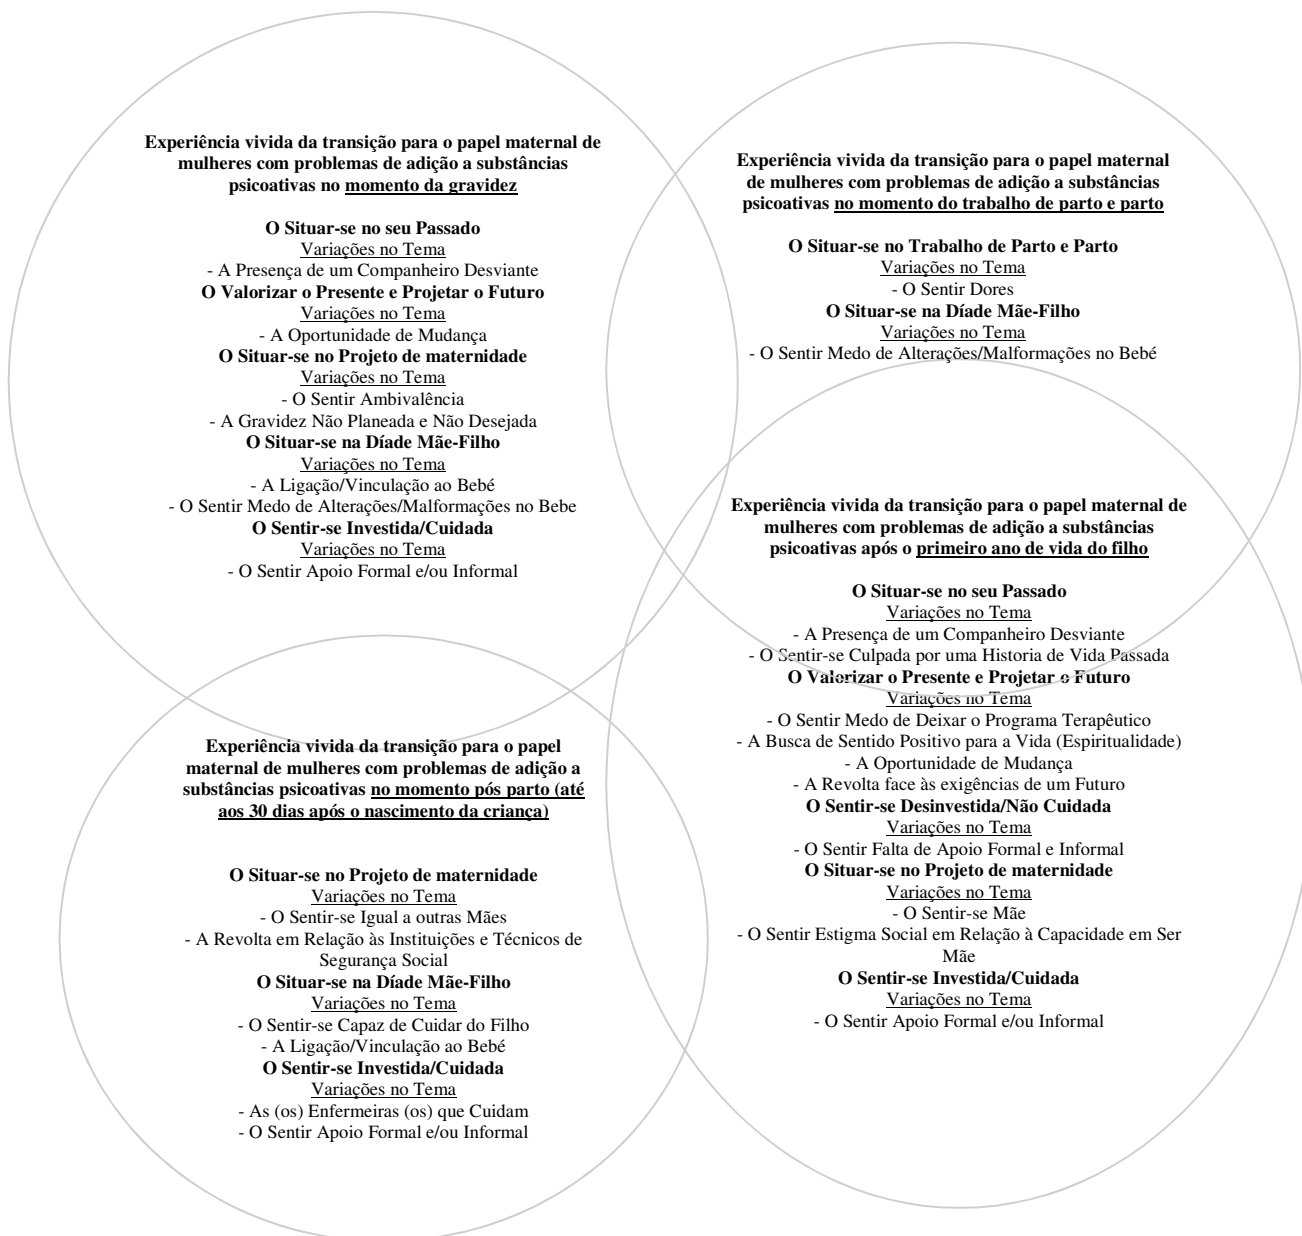 Experiência vivida da transição para o papel maternal de
mulheres com problemas de adição a substâncias
psicoativas no momento da gravidez
O Situar-se no seu Passado
Variações no Tema
- A Presença de um Companheiro Desviante
O Valorizar o Presente e Projetar o Futuro
Variações no Tema
- A Oportunidade de Mudança
O Situar-se no Projeto de maternidade
Variações no Tema
- O Sentir Ambivalência
- A Gravidez Não Planeada e Não Desejada
O Situar-se na Díade Mãe-Filho
Variações no Tema
- A Ligação/Vinculação ao Bebé
- O Sentir Medo de Alterações/Malformações no Bebe
O Sentir-se Investida/Cuidada
Variações no Tema
- O Sentir Apoio Formal e/ou Informal
Experiência vivida da transição para o papel maternal
de mulheres com problemas de adição a substâncias
psicoativas no momento do trabalho de parto e parto
O Situar-se no Trabalho de Parto e Parto
Variações no Tema
- O Sentir Dores
O Situar-se na Díade Mãe-Filho
Variações no Tema
- O Sentir Medo de Alterações/Malformações no Bebé
Experiência vivida da transição para o papel
maternal de mulheres com problemas de adição a
substâncias psicoativas no momento pós parto (até
aos 30 dias após o nascimento da criança)
O Situar-se no Projeto de maternidade
Variações no Tema
- O Sentir-se Igual a outras Mães
- A Revolta em Relação às Instituições e Técnicos de
Segurança Social
O Situar-se na Díade Mãe-Filho
Variações no Tema
- O Sentir-se Capaz de Cuidar do Filho
- A Ligação/Vinculação ao Bebé
O Sentir-se Investida/Cuidada
Variações no Tema
- As (os) Enfermeiras (os) que Cuidam
- O Sentir Apoio Formal e/ou Informal
Experiência vivida da transição para o papel maternal de
mulheres com problemas de adição a substâncias
psicoativas após o primeiro ano de vida do filho
O Situar-se no seu Passado
Variações no Tema
- A Presença de um Companheiro Desviante
- O Sentir-se Culpada por uma Historia de Vida Passada
O Valorizar o Presente e Projetar o Futuro
Variações no Tema
- O Sentir Medo de Deixar o Programa Terapêutico
- A Busca de Sentido Positivo para a Vida (Espiritualidade)
- A Oportunidade de Mudança
- A Revolta face às exigências de um Futuro
O Sentir-se Desinvestida/Não Cuidada
Variações no Tema
- O Sentir Falta de Apoio Formal e Informal
O Situar-se no Projeto de maternidade
Variações no Tema
- O Sentir-se Mãe
- O Sentir Estigma Social em Relação à Capacidade em Ser
Mãe
O Sentir-se Investida/Cuidada
Variações no Tema
- O Sentir Apoio Formal e/ou Informal